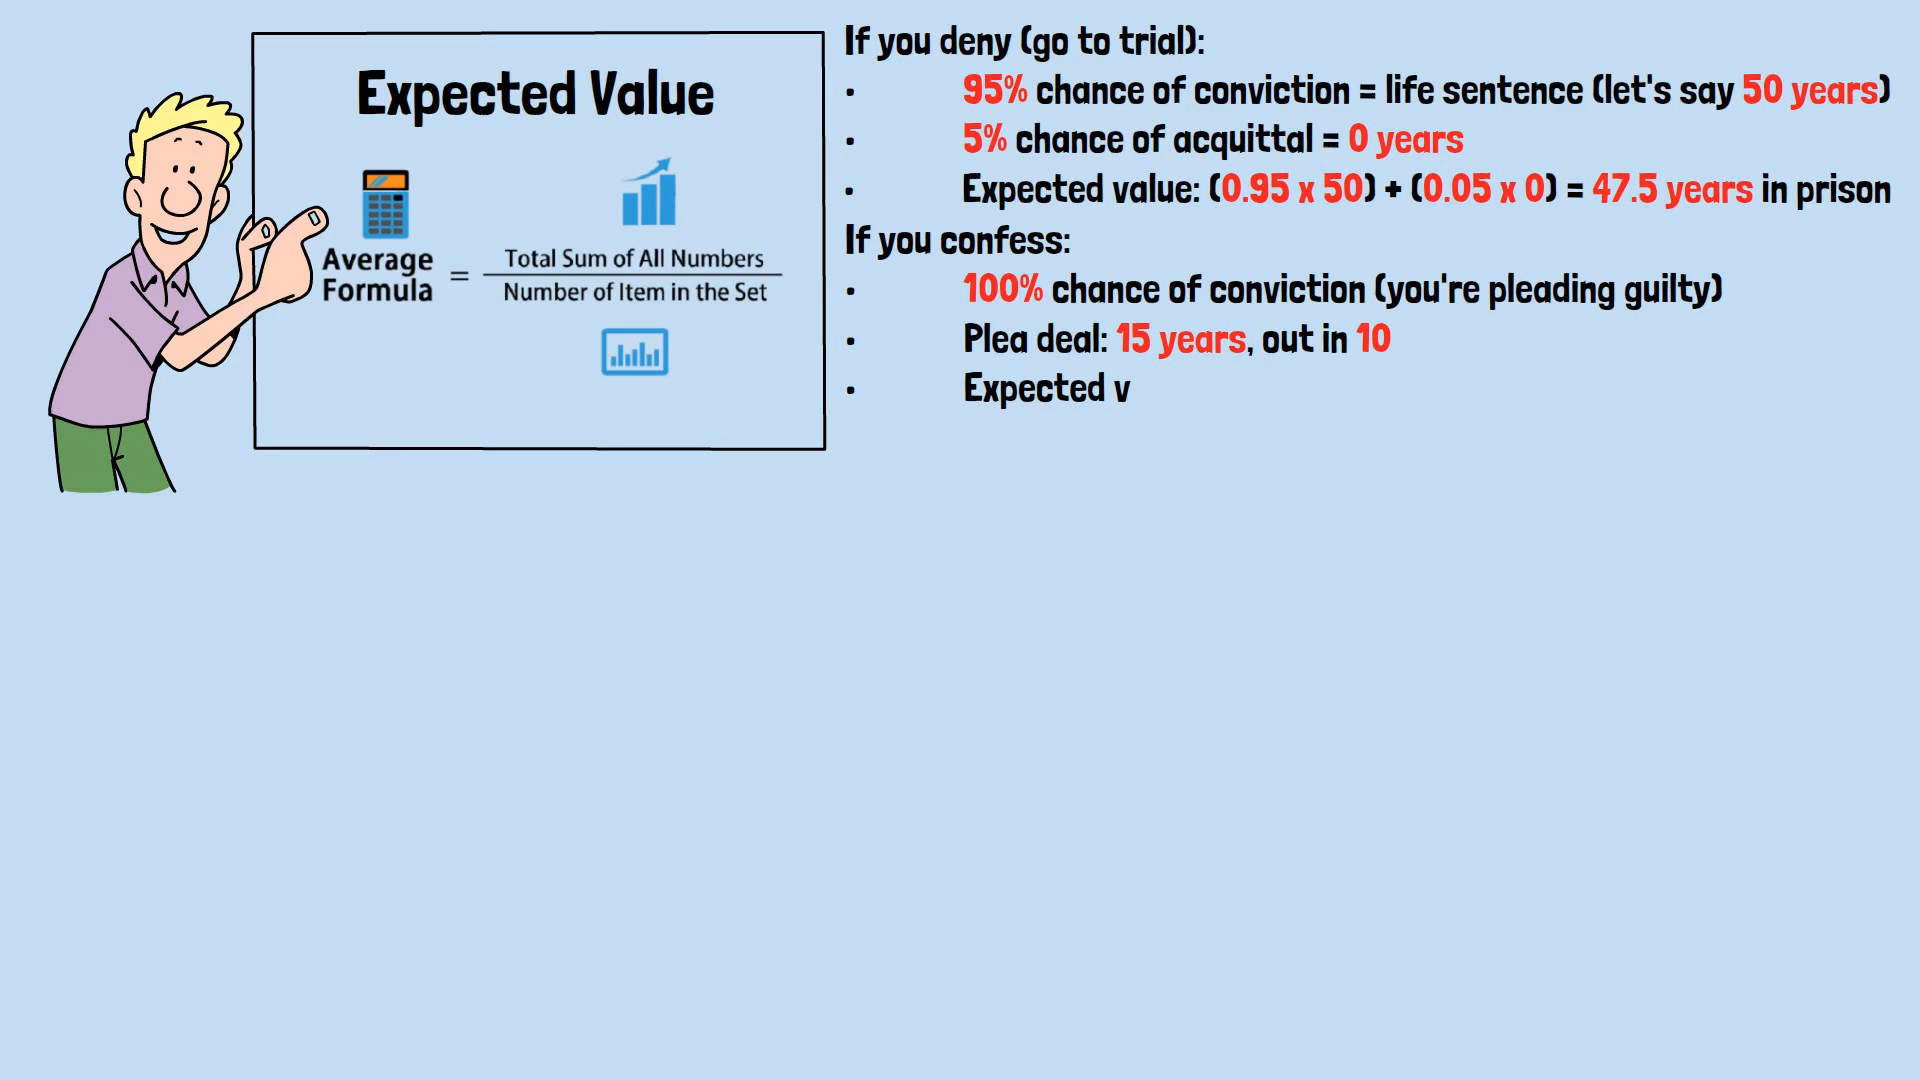 Expected Value
Average
Formula
=
Total Sum of All Numbers
Number of Item in the Set
If you deny (go to trial):
• 95% chance of conviction = life sentence (let's say 50 years)
• 5% chance of acquittal = 0 years
• Expected value: (0.95 x 50) + (0.05 x 0) = 47.5 years in prison
If you confess:
• 100% chance of conviction (you're pleading guilty)
• Plea deal: 15 years, out in 10
• Expected v